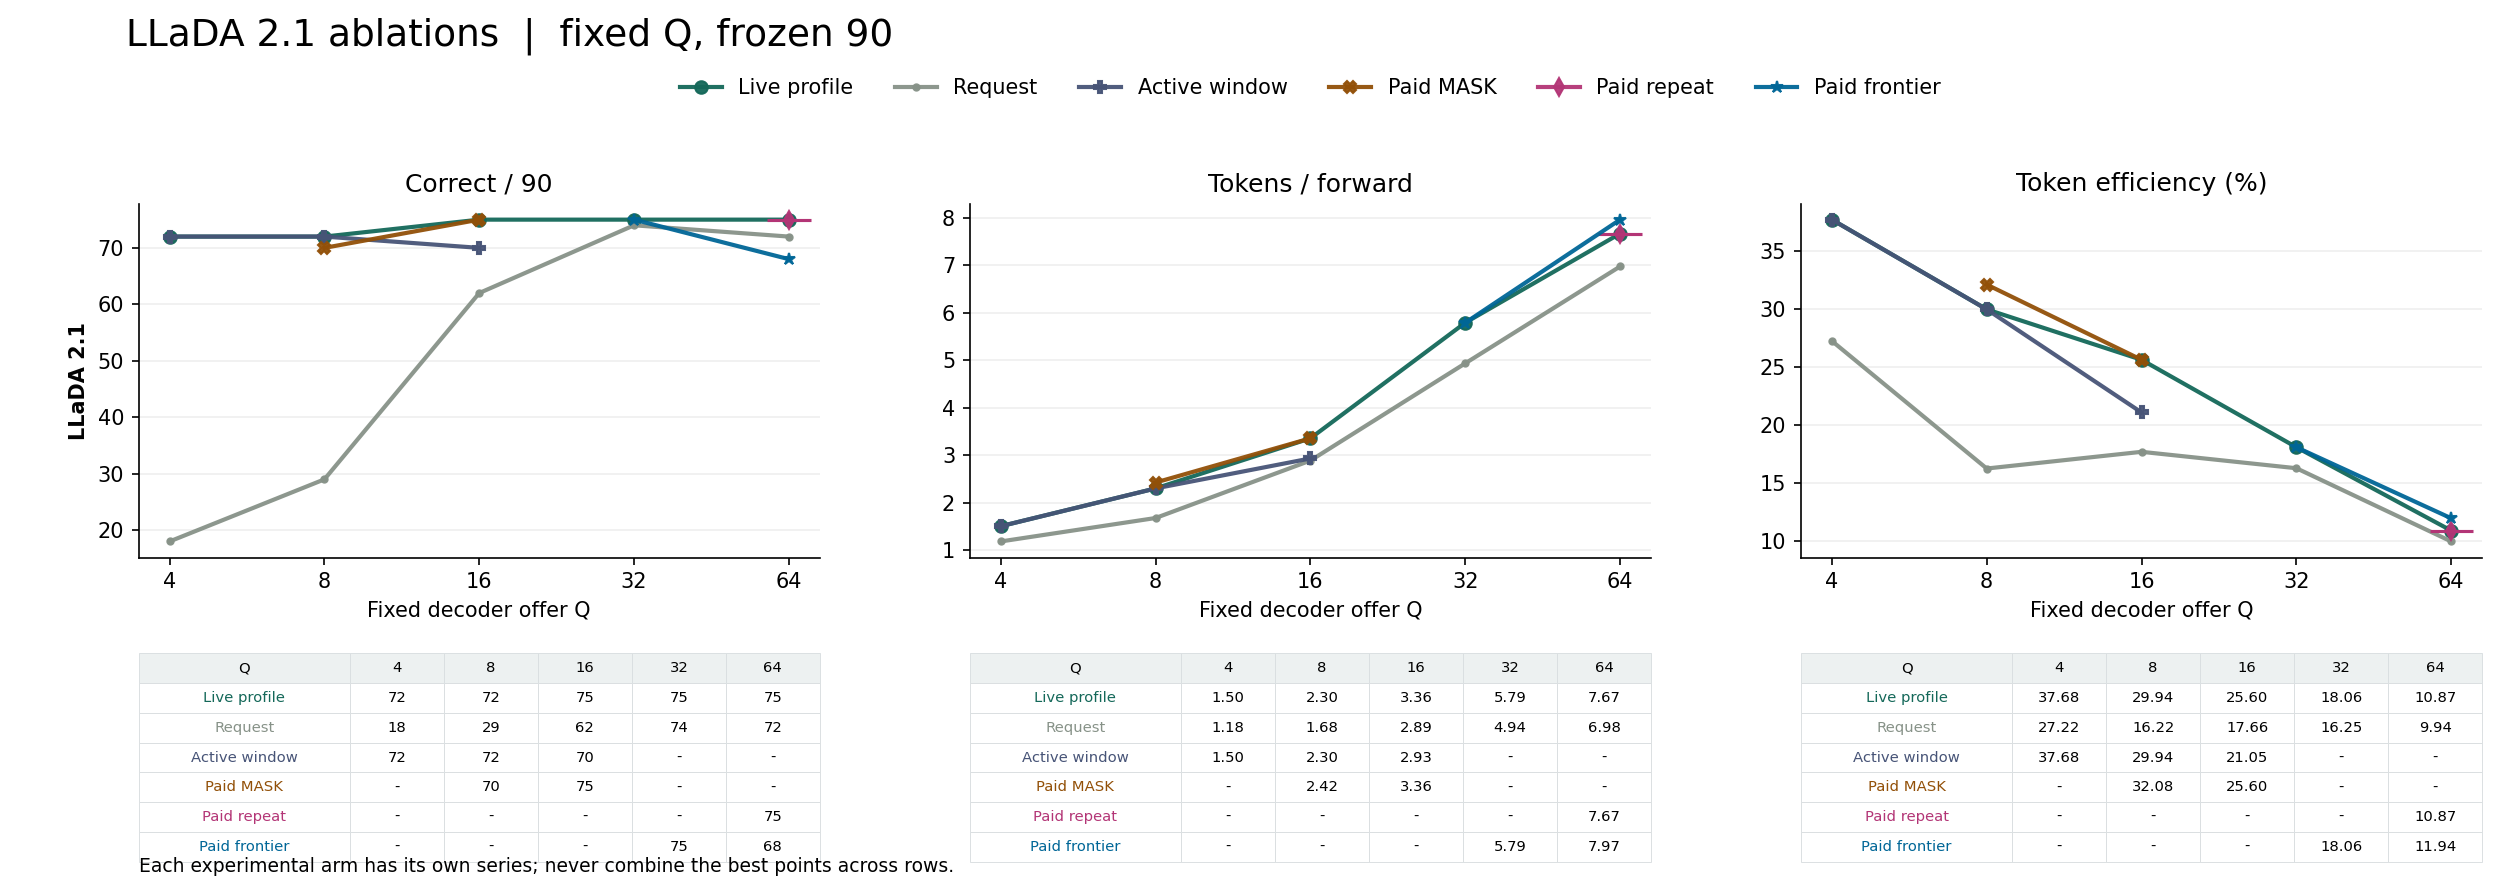 LLaDA 2.1 ablations | fixed Q, frozen 90
Live profile Request Active window Paid MASK Paid repeat Paid frontier
Correct / 90
LLaDA 2.1
70
60
50
40
30
20
4 8 16 32 64
Fixed decoder offer Q
Tokens / forward
8
7
6
5
4
3
2
1
4 8 16 32 64
Fixed decoder offer Q
Token efficiency (%)
35
30
25
20
15
10
4 8 16 32 64
Fixed decoder offer Q
Q 4 8 16 32 64
Live profile 72 72 75 75 75
Request 18 29 62 74 72
Active window 72 72 70 - -
Paid MASK - 70 75 - -
Paid repeat - - - - 75
Paid frontier - - - 75 68
Q 4 8 16 32 64
Live profile 1.50 2.30 3.36 5.79 7.67
Request 1.18 1.68 2.89 4.94 6.98
Active window 1.50 2.30 2.93 - -
Paid MASK - 2.42 3.36 - -
Paid repeat - - - - 7.67
Paid frontier - - - 5.79 7.97
Q 4 8 16 32 64
Live profile 37.68 29.94 25.60 18.06 10.87
Request 27.22 16.22 17.66 16.25 9.94
Active window 37.68 29.94 21.05 - -
Paid MASK - 32.08 25.60 - -
Paid repeat - - - - 10.87
Paid frontier - - - 18.06 11.94
Each experimental arm has its own series; never combine the best points across rows.